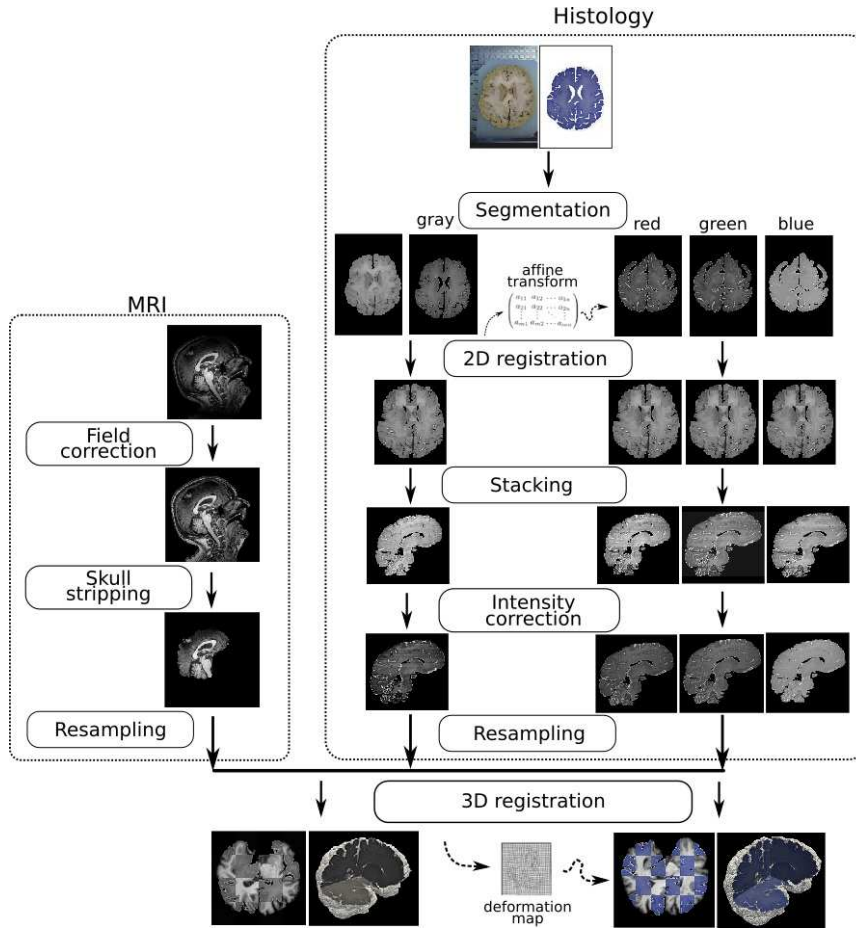 Histology
Segmentation
gray
red
green
blue
affine
transform
MRI
2D registration
Field
correction
Stacking
Skull
stripping
Intensity
correction
Resampling
Resampling
3D registration
deformation
map